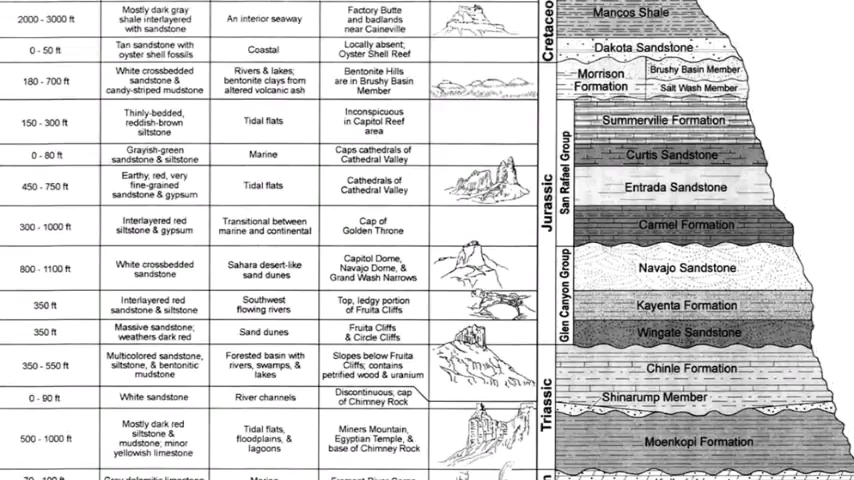 2000 - 3000 ft
Mostly dark gray
shale interlayered
with sandstone
An interior seaway
Factory Butte
and badlands
near Caineville
0 - 50 ft
Tan sandstone with
oyster shell fossils
Coastal
Locally absent;
Oyster Shell Reef
180 - 700 ft
White crossbedded
sandstone &
candy-striped mudstone
Rivers & lakes;
bentonite clays from
altered volcanic ash
Bentonite Hills
are in Brushy Basin
Member
150 - 300 ft
Thinly-bedded,
reddish-brown
siltstone
Tidal flats
Inconspicuous
in Capitol Reef
area
0 - 80 ft
Grayish-green
sandstone & siltstone
Marine
Caps cathedrals of
Cathedral Valley
450 - 750 ft
Earthy, red, very
fine-grained
sandstone & gypsum
Tidal flats
Cathedrals of
Cathedral Valley
300 - 1000 ft
Interlayered red
siltstone & gypsum
Transitional between
marine and continental
Cap of
Golden Throne
800 - 1100 ft
White crossbedded
sandstone
Sahara desert-like
sand dunes
Capitol Dome,
Navajo Dome, &
Grand Wash Narrows
350 ft
Interlayered red
sandstone & siltstone
Southwest
flowing rivers
Top, ledgy portion
of Fruita Cliffs
350 ft
Massive sandstone;
weathers dark red
Sand dunes
Fruita Cliffs
& Circle Cliffs
350 - 550 ft
Multicolored sandstone,
siltstone, & bentonitic
mudstone
Forested basin with
rivers, swamps, &
lakes
Slopes below Fruita
Cliffs; contains
petrified wood & uranium
0 - 90 ft
White sandstone
River channels
Discontinuous, cap
of Chimney Rock
500 - 1000 ft
Mostly dark red
siltstone &
mudstone; minor
yellowish limestone
Tidal flats,
floodplains, &
lagoons
Miners Mountain,
Egyptian Temple, &
base of Chimney Rock
Cretaceo
Jurassic
Triassic
San Rafael Group
Glen Canyon Group
Mancos Shale
Dakota Sandstone
Morrison
Formation
Brushy Basin Member
Salt Wash Member
Summerville Formation
Curtis Sandstone
Entrada Sandstone
Carmel Formation
Navajo Sandstone
Kayenta Formation
Wingate Sandstone
Chinle Formation
Shinarump Member
Moenkopi Formation